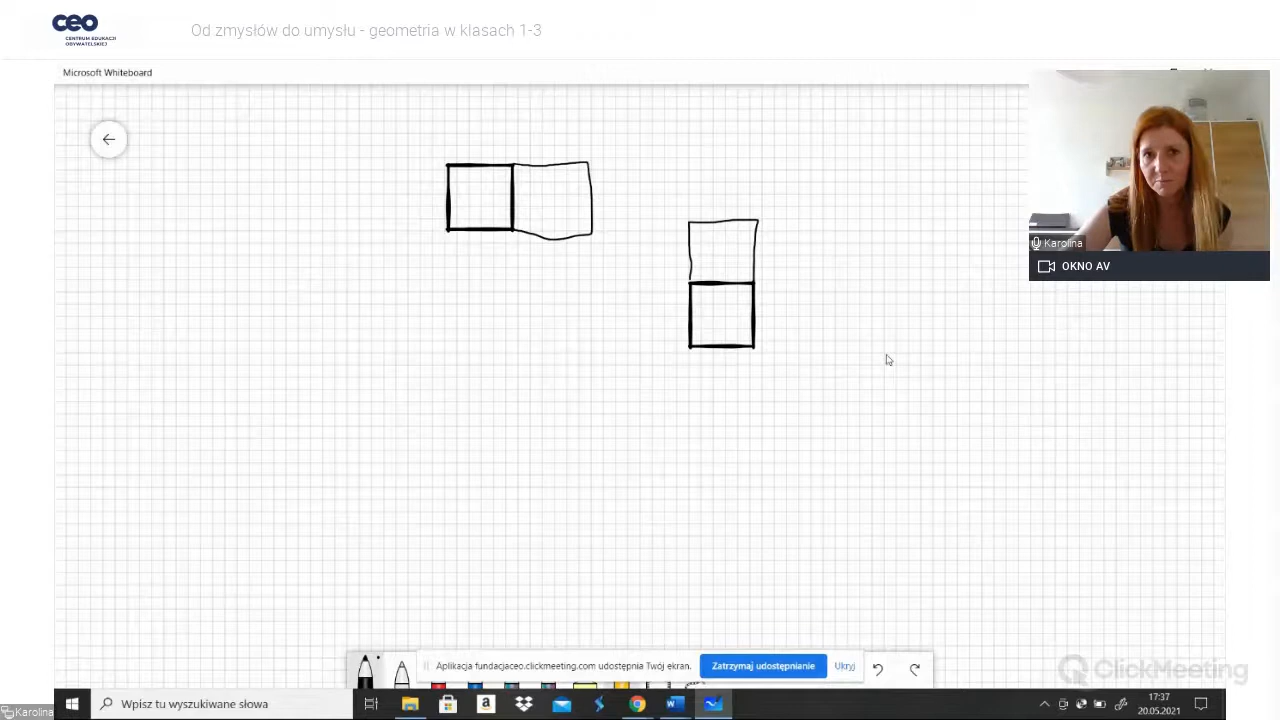 ceo
CENTRUM EDUKACJI
OBYWATELSKIEJ
Od zmysłów do umysłu - geometria w klasach 1-3
Microsoft Whiteboard
Karolina
OKNO AV
Aplikacja fundacjaceo.clickmeeting.com udostępnia Twój ekran.
Zatrzymaj udostępnianie
Ukryj
ClickMeeting
Wpisz tu wyszukiwane słowa
17:37
20.05.2021
Karolina